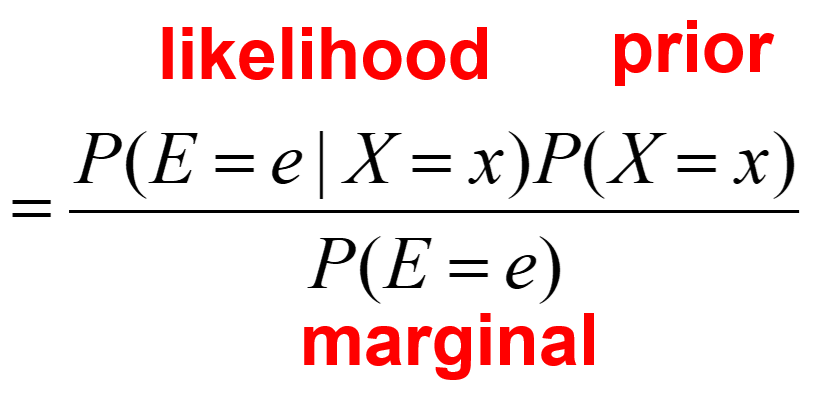 likelihood prior
= P(E = e | X = x)P(X = x)
P(E = e)
marginal